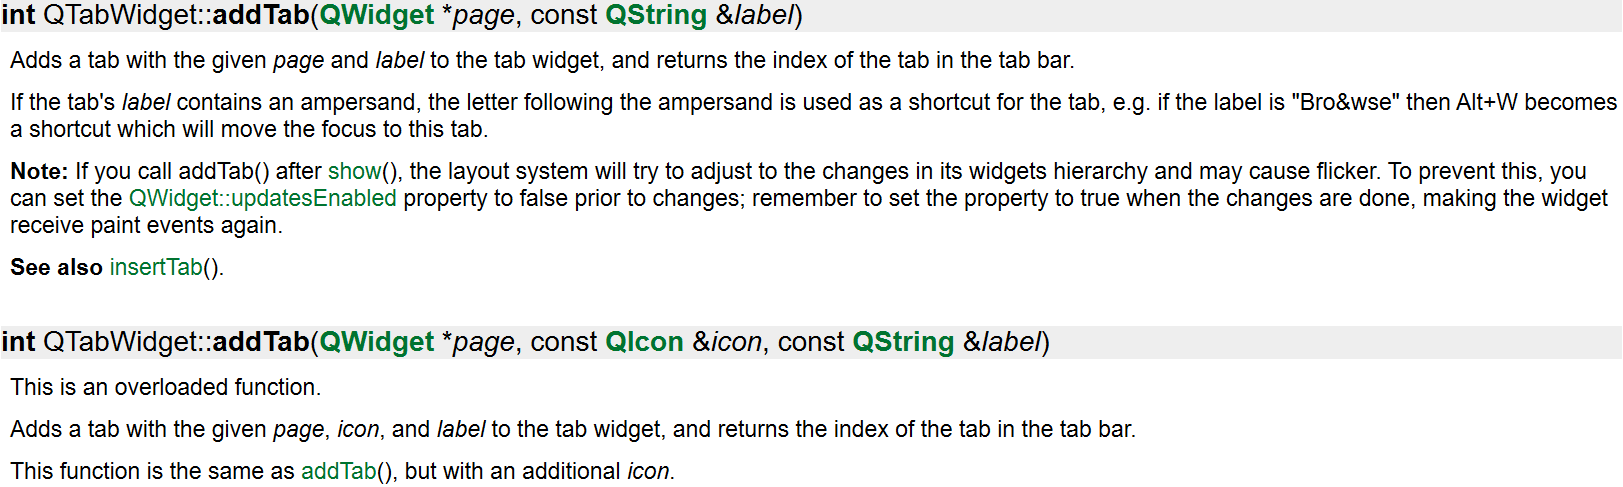 int QTabWidget::addTab(QWidget *page, const QString &label)
Adds a tab with the given page and label to the tab widget, and returns the index of the tab in the tab bar.
If the tab's label contains an ampersand, the letter following the ampersand is used as a shortcut for the tab, e.g. if the label is "Bro&wse" then Alt+W becomes
a shortcut which will move the focus to this tab.
Note: If you call addTab() after show(), the layout system will try to adjust to the changes in its widgets hierarchy and may cause flicker. To prevent this, you
can set the QWidget::updatesEnabled property to false prior to changes; remember to set the property to true when the changes are done, making the widget
receive paint events again.
See also insertTab().
int QTabWidget::addTab(QWidget *page, const QIcon &icon, const QString &label)
This is an overloaded function.
Adds a tab with the given page, icon, and label to the tab widget, and returns the index of the tab in the tab bar.
This function is the same as addTab(), but with an additional icon.